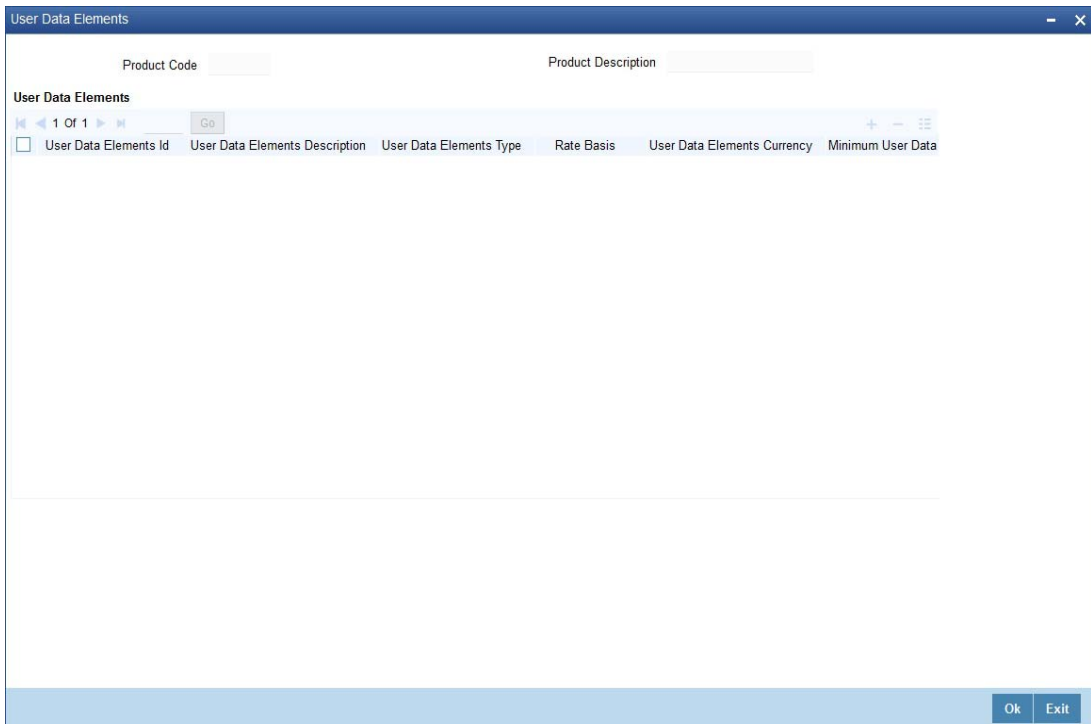 User Data Elements
Product Code
Product Description
User Data Elements
1 Of 1 Go
User Data Elements Id User Data Elements Description User Data Elements Type Rate Basis User Data Elements Currency Minimum User Data
Ok Exit